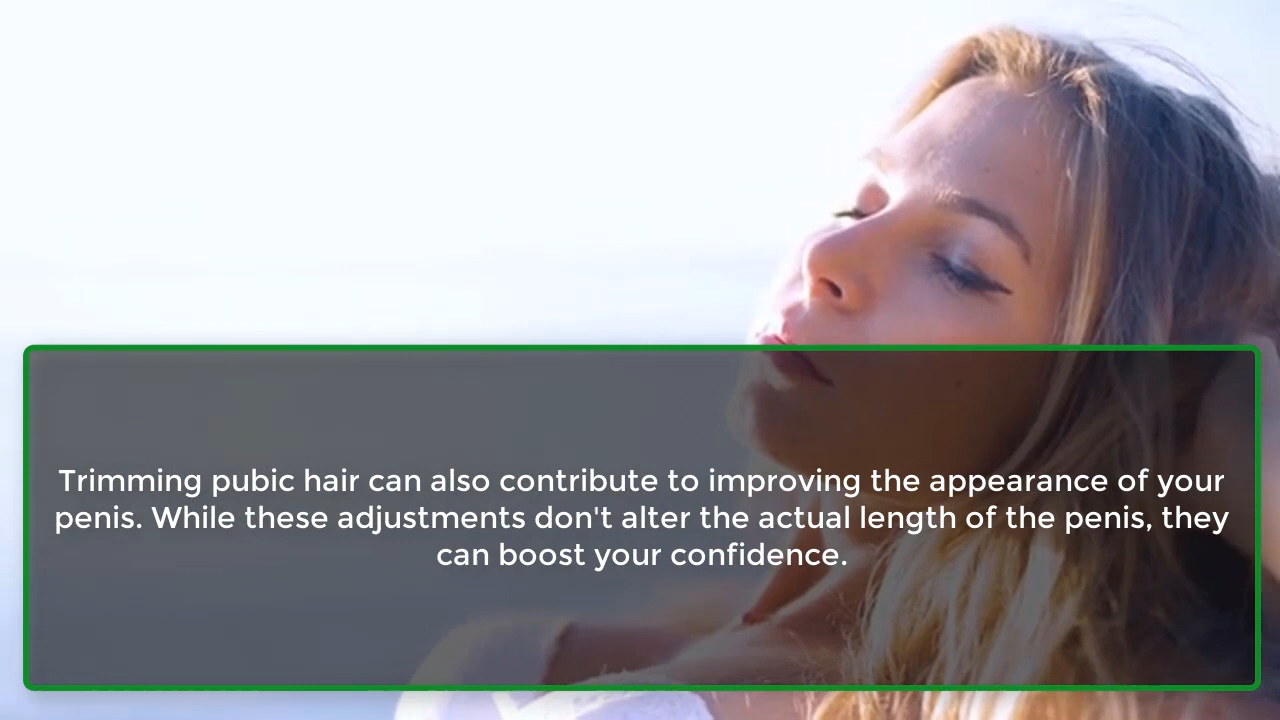 Trimming pubic hair can also contribute to improving the appearance of your
penis. While these adjustments don't alter the actual length of the penis, they
can boost your confidence.